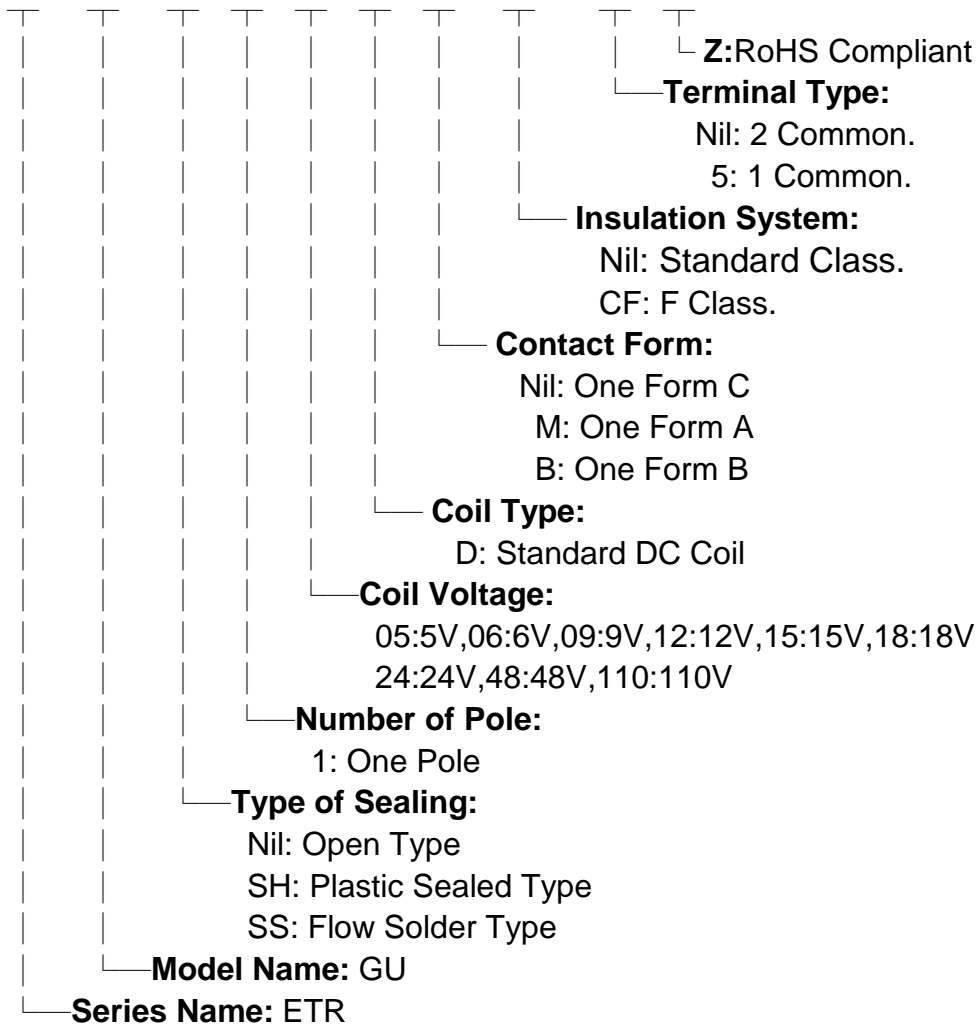 Z:RoHS Compliant
Terminal Type:
Nil: 2 Common.
5: 1 Common.
Insulation System:
Nil: Standard Class.
CF: F Class.
Contact Form:
Nil: One Form C
M: One Form A
B: One Form B
Coil Type:
D: Standard DC Coil
Coil Voltage:
05:5V,06:6V,09:9V,12:12V,15:15V,18:18V
24:24V,48:48V,110:110V
Number of Pole:
1: One Pole
Type of Sealing:
Nil: Open Type
SH: Plastic Sealed Type
SS: Flow Solder Type
Model Name: GU
Series Name: ETR